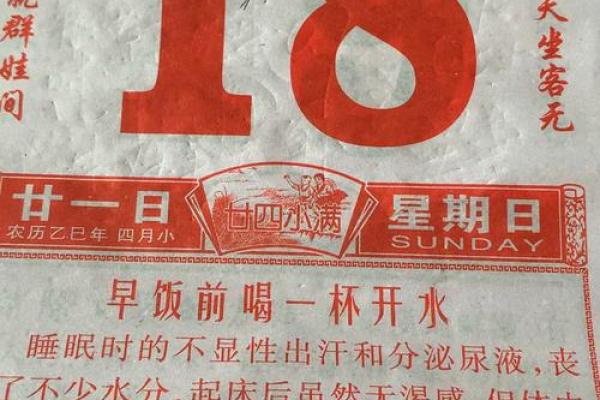 就群娃间
18
天坐客无
廿一日
农历乙巳年 四月小
廿四小满
星期日
SUNDAY
早饭前喝一杯开水
睡眠时的不显性出汗和分泌尿液,丧
了不少水分,起床后虽然无渴感,但体内